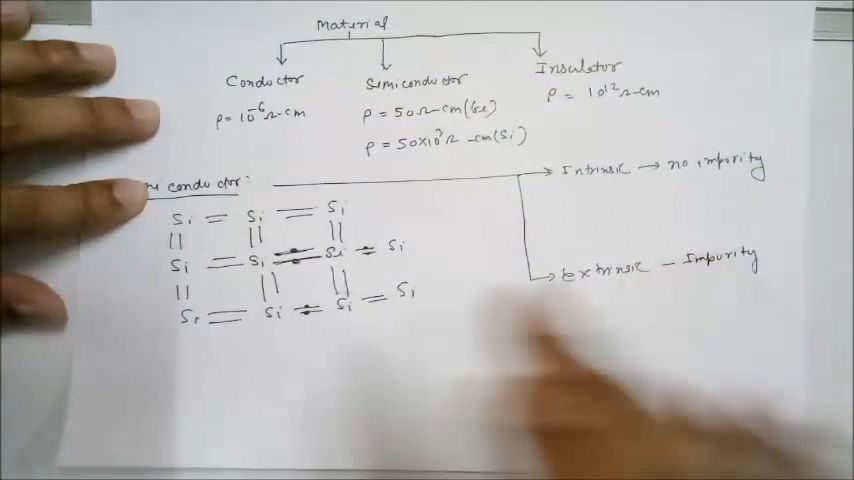 Material
Conductor Semiconductor Insulator
ρ = 10⁻⁶ Ω-cm ρ = 50 Ω-cm (Ge) ρ = 10¹² Ω-cm
ρ = 50×10³ Ω-cm (Si)
miconductor: Intrinsic → no impurity
Si = Si = Si
|| || ||
Si = Si = Si = Si
Extrinsic - Impurity
|| || ||
Si = Si = Si = Si